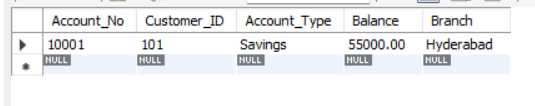 Account_No Customer_ID Account_Type Balance Branch
10001 101 Savings 55000.00 Hyderabad
NULL NULL NULL NULL NULL